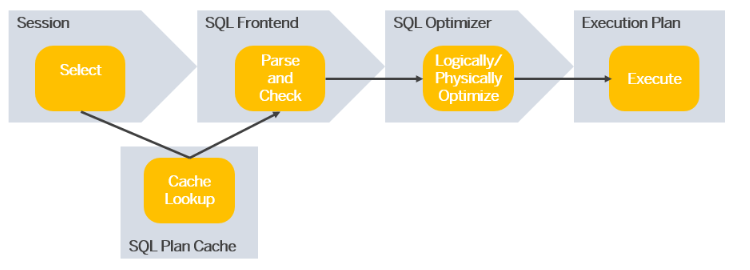 Session
Select
SQL Frontend
Parse
and
Check
SQL Optimizer
Logically/
Physically
Optimize
Execution Plan
Execute
Cache
Lookup
SQL Plan Cache